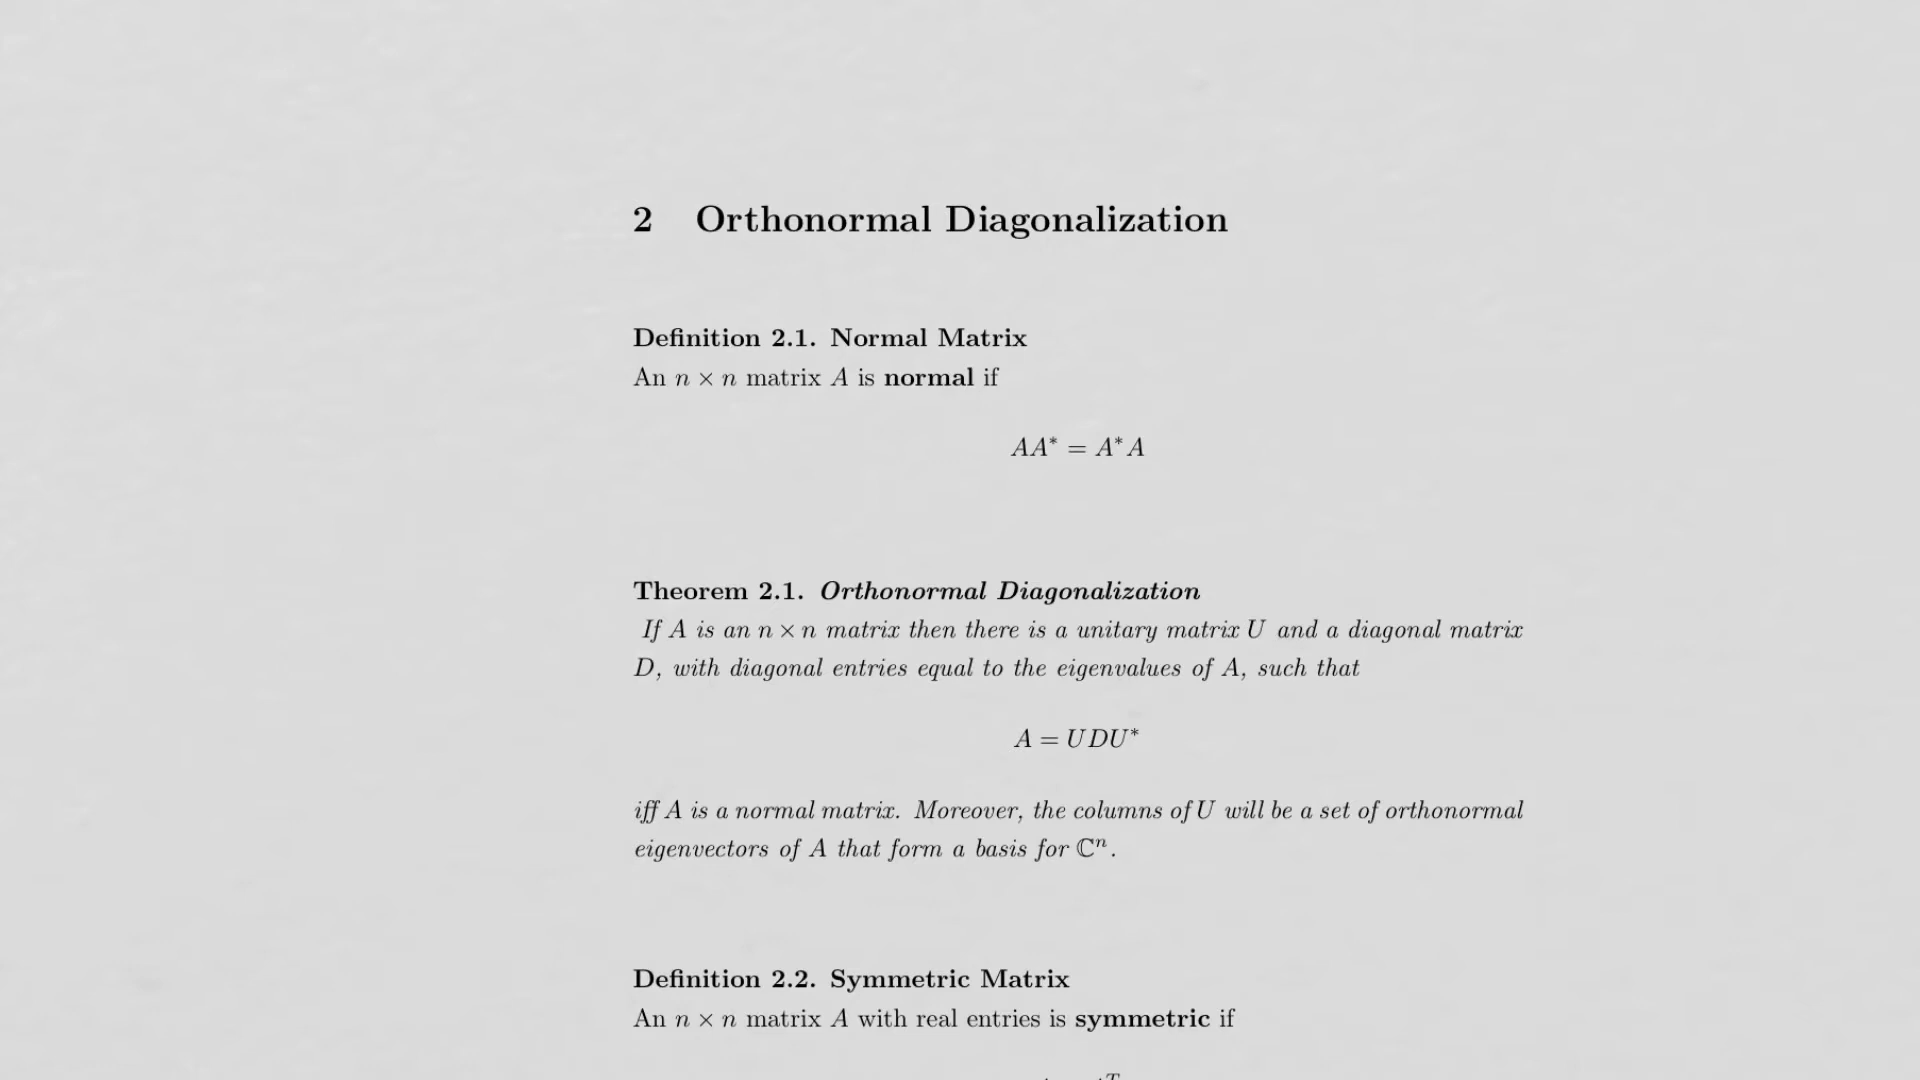 2 Orthonormal Diagonalization
Definition 2.1. Normal Matrix
An n × n matrix A is normal if
AA* = A*A
Theorem 2.1. Orthonormal Diagonalization
If A is an n × n matrix then there is a unitary matrix U and a diagonal matrix
D, with diagonal entries equal to the eigenvalues of A, such that
A = UDU*
iff A is a normal matrix. Moreover, the columns of U will be a set of orthonormal
eigenvectors of A that form a basis for ℂⁿ.
Definition 2.2. Symmetric Matrix
An n × n matrix A with real entries is symmetric if